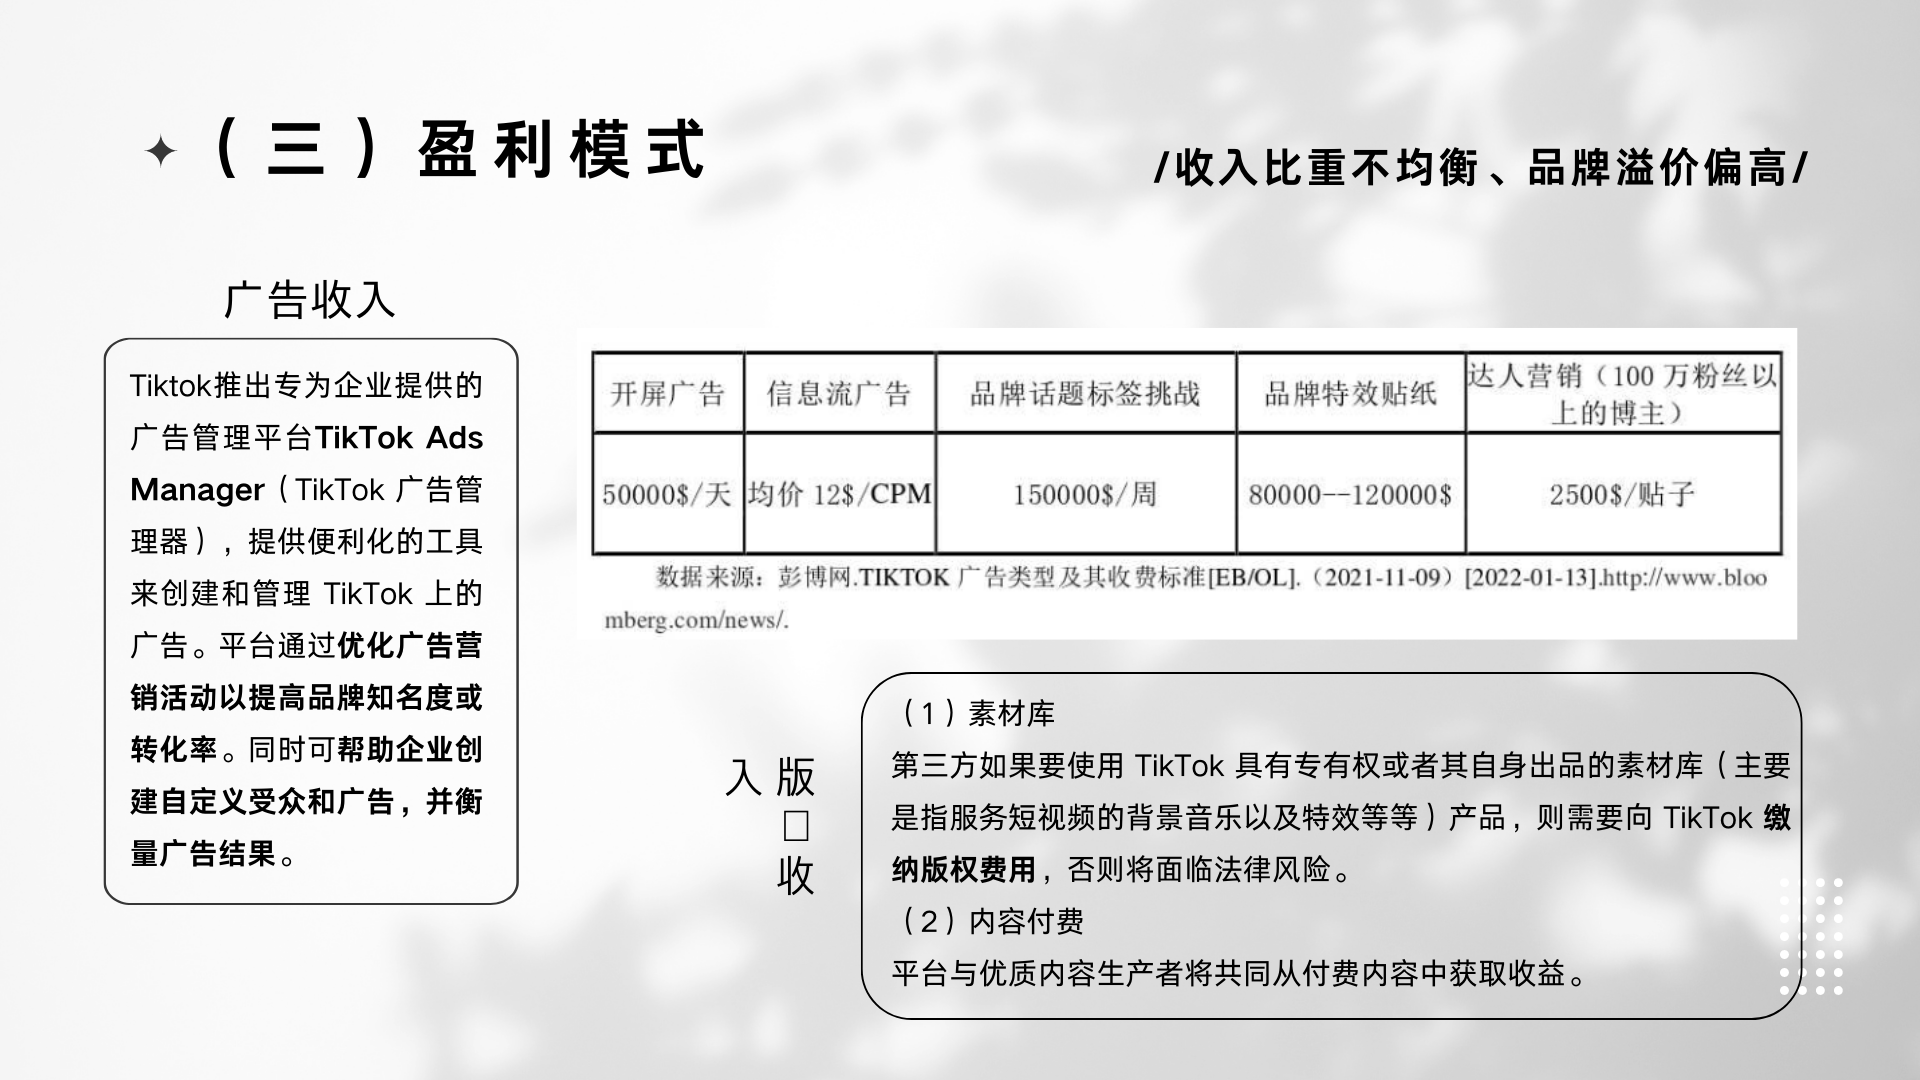 （三）盈利模式
/收入比重不均衡、品牌溢价偏高/
广告收入
Tiktok推出专为企业提供的
广告管理平台TikTok Ads
Manager（TikTok 广告管
理器），提供便利化的工具
来创建和管理 TikTok 上的
广告。平台通过优化广告营
销活动以提高品牌知名度或
转化率。同时可帮助企业创
建自定义受众和广告，并衡
量广告结果。
开屏广告 信息流广告 品牌话题标签挑战 品牌特效贴纸 达人营销（100 万粉丝以
上的博主）
50000$/天 均价 12$/CPM 150000$/周 80000--120000$ 2500$/贴子
数据来源：彭博网.TIKTOK 广告类型及其收费标准[EB/OL].（2021-11-09）[2022-01-13].http://www.bloo
mberg.com/news/.
版□收
入
（1）素材库
第三方如果要使用 TikTok 具有专有权或者其自身出品的素材库（主要
是指服务短视频的背景音乐以及特效等等）产品，则需要向 TikTok 缴
纳版权费用，否则将面临法律风险。
（2）内容付费
平台与优质内容生产者将共同从付费内容中获取收益。